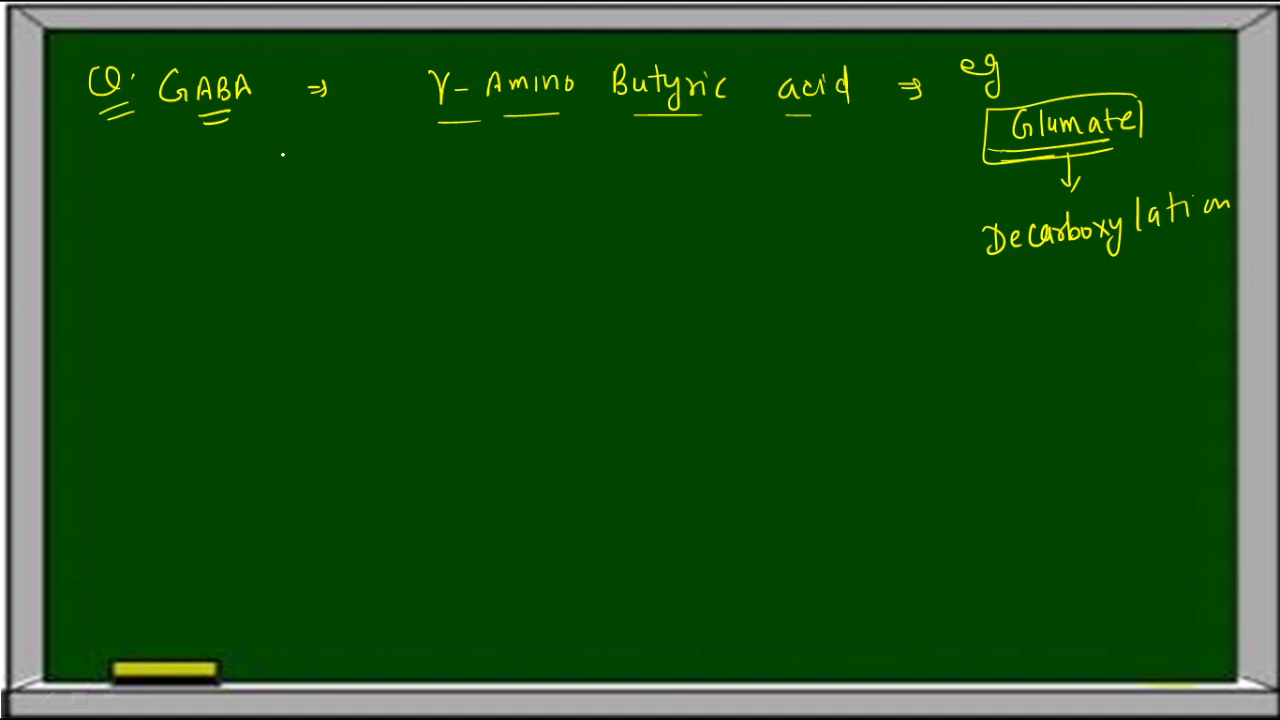 Q. GABA ⇒ γ- Amino Butyric acid ⇒ eg
Glumate
↓
Decarboxylation